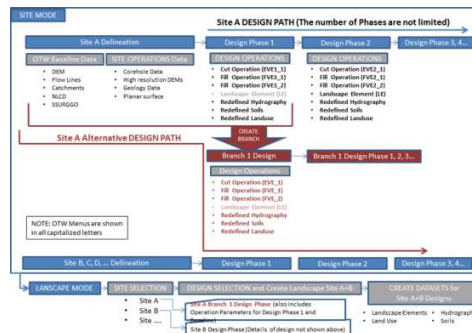 SITE MODE
Site A DESIGN PATH (The number of Phases are not limited)
Site A Delineation
Design Phase 1
Design Phase 2
Design Phase 3, 4...
OTW Baseline Data
SITE OPERATIONS Data
DESIGN OPERATIONS
DESIGN OPERATIONS
• DEM
• Flow Lines
• Catchments
• NLCD
• SSURGGO
• Corehole Data
• High resolution DEMs
• Geology Data
• Planar surface
• Cut Operation (EVE1_1)
• Fill Operation (FVE1_1)
• Fill Operation (FVE1_2)
• Landscape Element (LE)
• Redefined Hydrography
• Redefined Soils
• Redefined Landuse
• Cut Operation (EVE2_1)
• Fill Operation (FVE2_1)
• Fill Operation (FVE2_2)
• Landscape Element (LE)
• Redefined Hydrography
• Redefined Soils
• Redefined Landuse
CREATE
BRANCH
Site A Alternative DESIGN PATH
Branch 1 Design
Branch 1 Design Phase 1, 2, 3...
Design Operations
• Cut Operation (EVE_1)
• Fill Operation (FVE_1)
• Fill Operation (FVE_2)
• Landscape Element (LE)
• Redefined Hydrography
• Redefined Soils
• Redefined Landuse
NOTE: OTW Menus are shown
in all capitalized letters
Site B, C, D, ... Delineation
Design Phase 1
Design Phase 2
Design Phase 3, 4...
LANSCAPE MODE
SITE SELECTION
DESIGN SELECTION and Create Landscape Site A+B
CREATE DATASETS for
Site A+B Designs
• Site A
• Site B
• Site ....
Site A Branch 1 Design Phase (also Includes
Operation Parameters for Design Phase 1 and
Baseline)
Site B Design Phase (Details of design not shown above)
• Landscape Elements
• Land Use
• Hydrography
• Soils